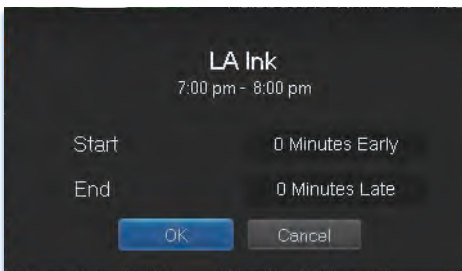 LA Ink
7:00 pm - 8:00 pm
Start 0 Minutes Early
End 0 Minutes Late
OK Cancel